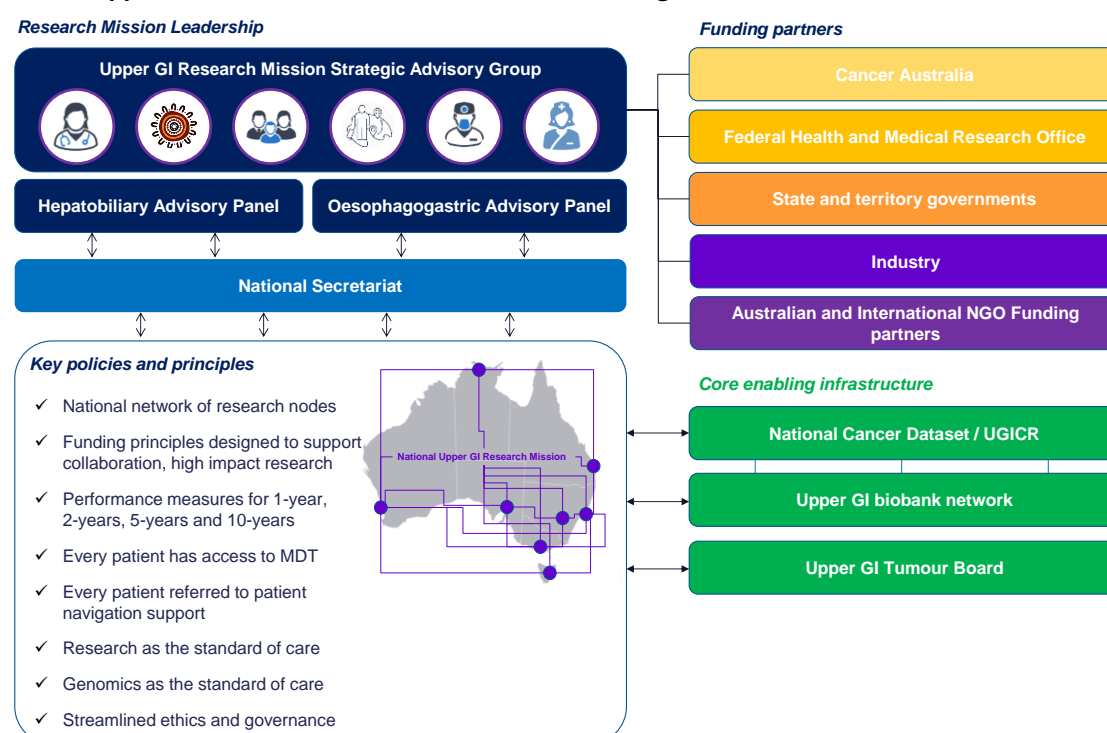 Research Mission Leadership
Upper GI Research Mission Strategic Advisory Group
Hepatobiliary Advisory Panel
Oesophagogastric Advisory Panel
National Secretariat
Key policies and principles
✓ National network of research nodes
✓ Funding principles designed to support
collaboration, high impact research
✓ Performance measures for 1-year,
2-years, 5-years and 10-years
✓ Every patient has access to MDT
✓ Every patient referred to patient
navigation support
✓ Research as the standard of care
✓ Genomics as the standard of care
✓ Streamlined ethics and governance
National Upper GI Research Mission
Funding partners
Cancer Australia
Federal Health and Medical Research Office
State and territory governments
Industry
Australian and International NGO Funding
partners
Core enabling infrastructure
National Cancer Dataset / UGICR
Upper GI biobank network
Upper GI Tumour Board